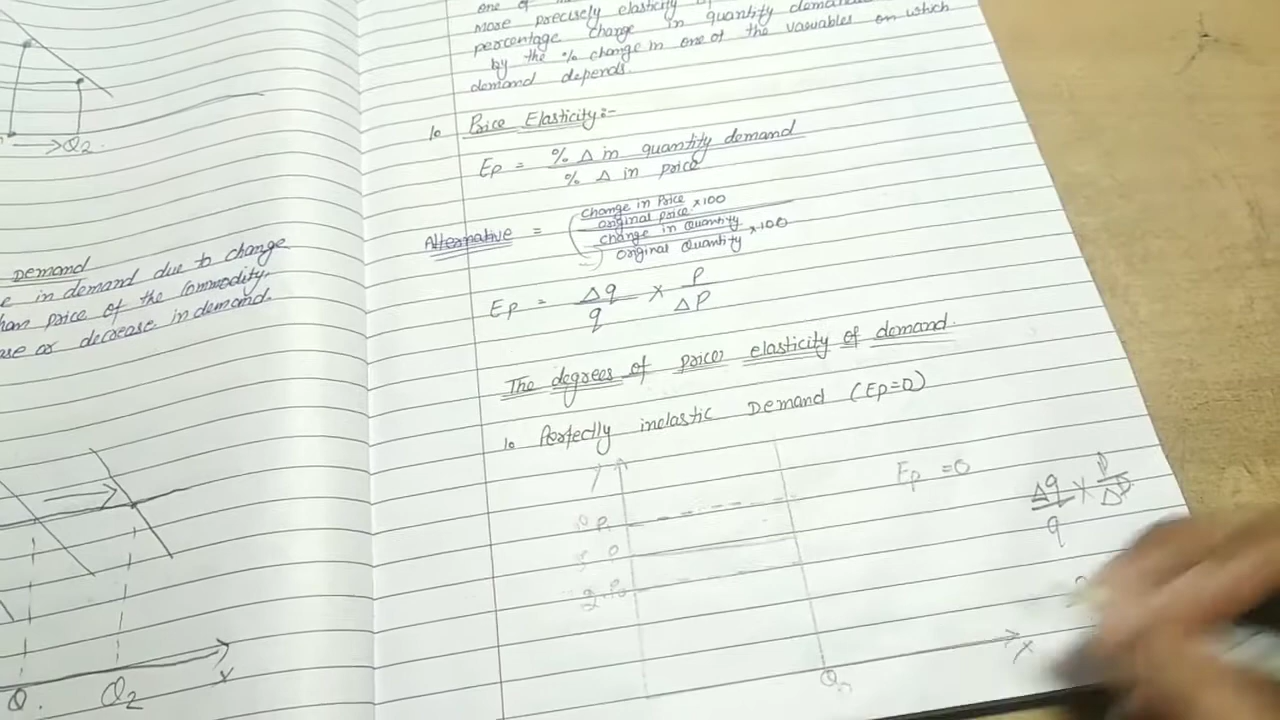 one of
more precisely elasticity
percentage change in quantity demand
by the % change in one of the variables on which
demand depends.
1. Price Elasticity:-
Ep = % Δ in quantity demand
% Δ in price
Alternative = change in Price x100
original price
change in Quantity x100
original Quantity
Ep = Δq x P
q ΔP
The degrees of price elasticity of demand.
1. Perfectly inelastic Demand (Ep=0)
Y
Ep = 0
Δq x P
q ΔP
P
X
Q
→Q2
DEMAND
in demand due to change
price of the commodity,
or decrease in demand.
Q. Q2